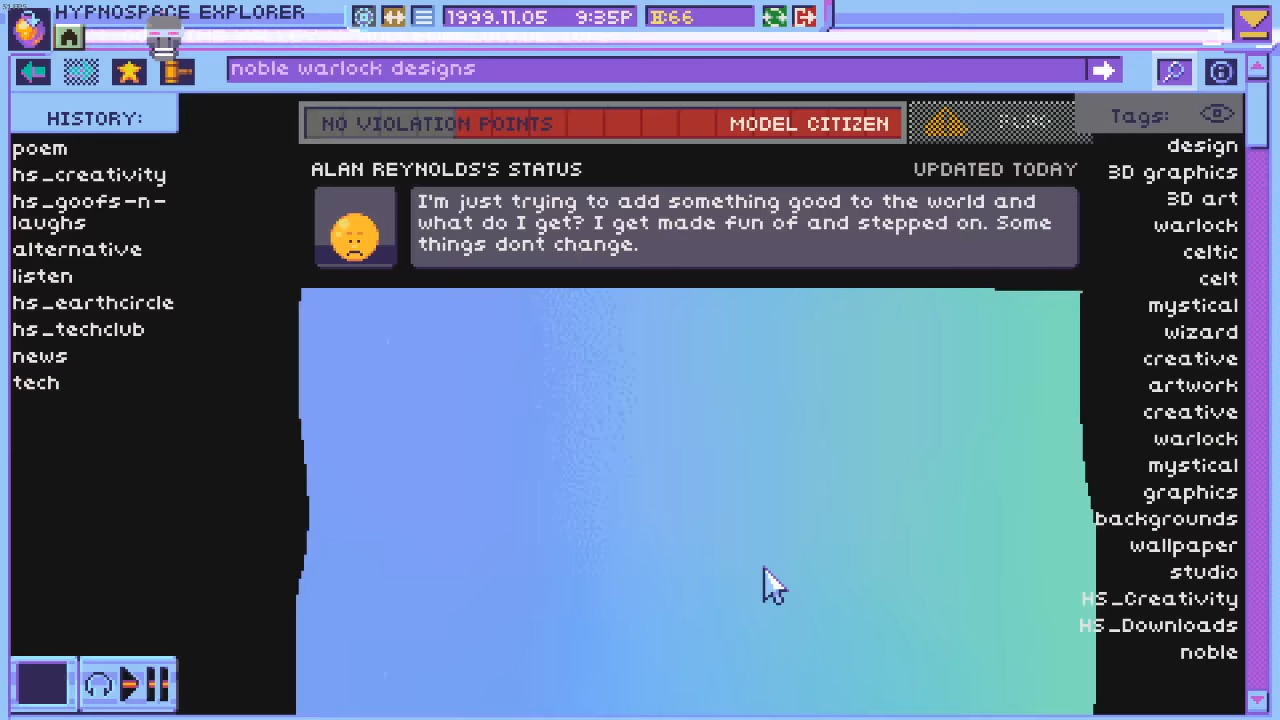 HYPNOSPACE EXPLORER
1999.11.05 9:35P
66
noble warlock designs
HISTORY:
poem
hs_creativity
hs_goofs-n-
laughs
alternative
listen
hs_earthcircle
hs_techclub
news
tech
NO VIOLATION POINTS
MODEL CITIZEN
ALAN REYNOLDS'S STATUS
UPDATED TODAY
I'm just trying to add something good to the world and
what do I get? I get made fun of and stepped on. Some
things dont change.
Tags:
design
3D graphics
3D art
warlock
celtic
celt
mystical
wizard
creative
artwork
creative
warlock
mystical
graphics
backgrounds
wallpaper
studio
HS_Creativity
HS_Downloads
noble